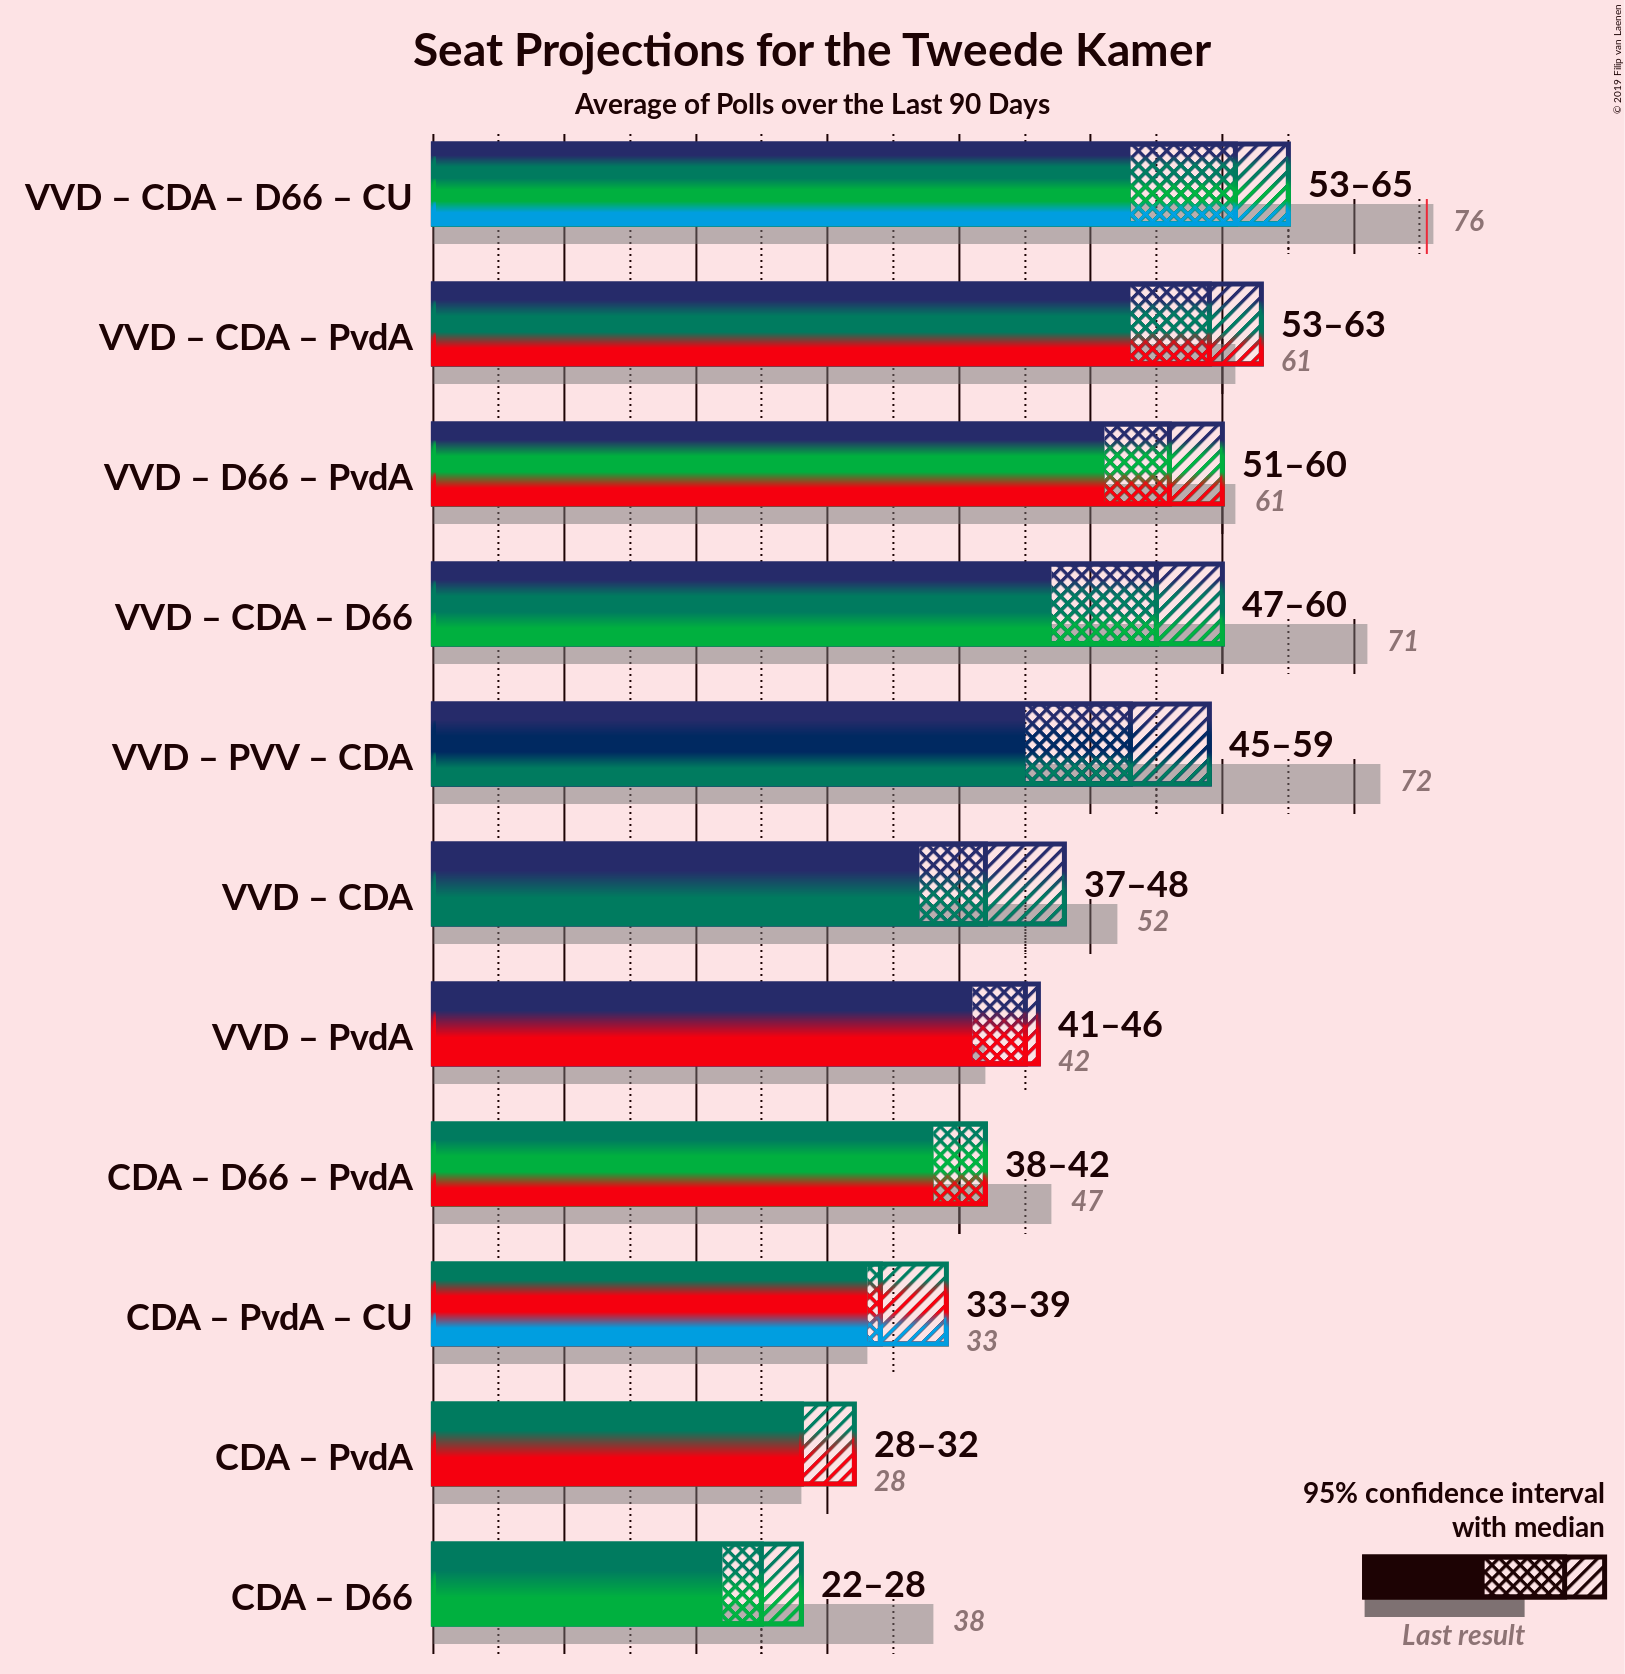 Seat Projections for the Tweede Kamer
Average of Polls over the Last 90 Days
© 2019 Filip van Laenen
VVD – CDA – D66 – CU
53–65
76
VVD – CDA – PvdA
53–63
61
VVD – D66 – PvdA
51–60
61
VVD – CDA – D66
47–60
71
VVD – PVV – CDA
45–59
72
VVD – CDA
37–48
52
VVD – PvdA
41–46
42
CDA – D66 – PvdA
38–42
47
CDA – PvdA – CU
33–39
33
CDA – PvdA
28–32
28
CDA – D66
22–28
38
95% confidence interval
with median
Last result